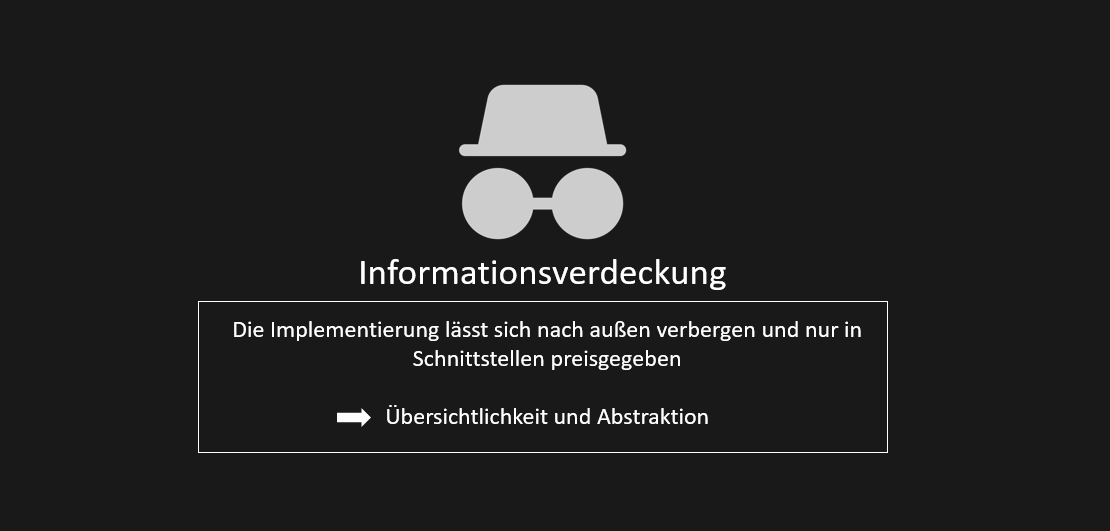 Informationsverdeckung
Die Implementierung lässt sich nach außen verbergen und nur in
Schnittstellen preisgegeben
Übersichtlichkeit und Abstraktion